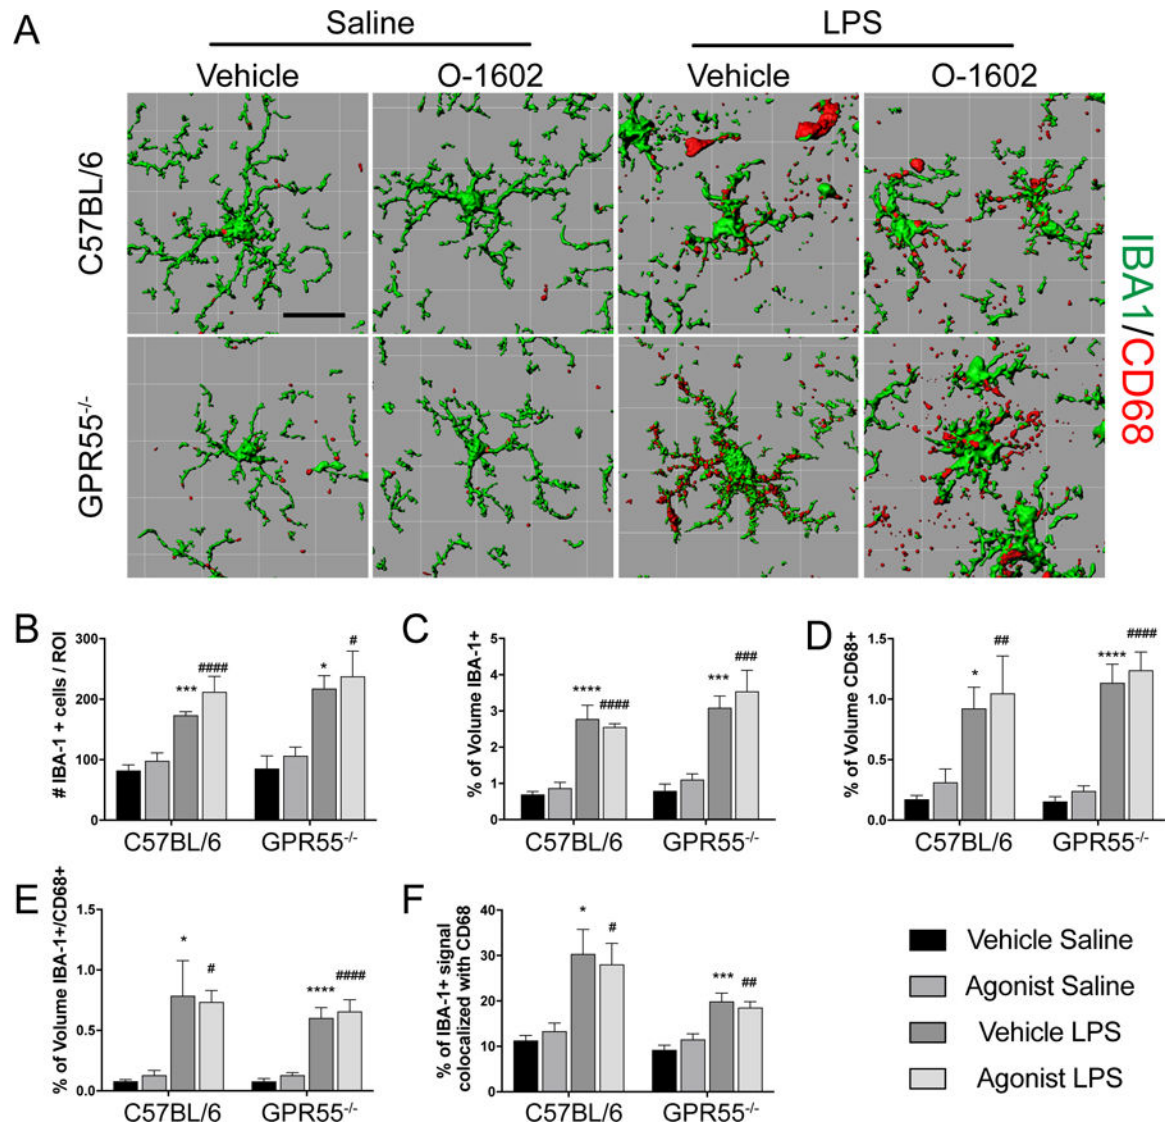 A
Saline
LPS
Vehicle
O-1602
Vehicle
O-1602
C57BL/6
GPR55-/-
IBA1/CD68
B
# IBA-1 + cells / ROI
300
200
100
0
***
####
*
#
C57BL/6
GPR55-/-
C
% of Volume IBA-1+
5
4
3
2
1
0
****
####
***
###
C57BL/6
GPR55-/-
D
% of Volume CD68+
1.5
1.0
0.5
0.0
*
##
****
####
C57BL/6
GPR55-/-
E
% of Volume IBA-1+/CD68+
1.5
1.0
0.5
0.0
*
#
****
####
C57BL/6
GPR55-/-
F
% of IBA-1+ signal
colocalized with CD68
40
30
20
10
0
*
#
***
##
C57BL/6
GPR55-/-
Vehicle Saline
Agonist Saline
Vehicle LPS
Agonist LPS